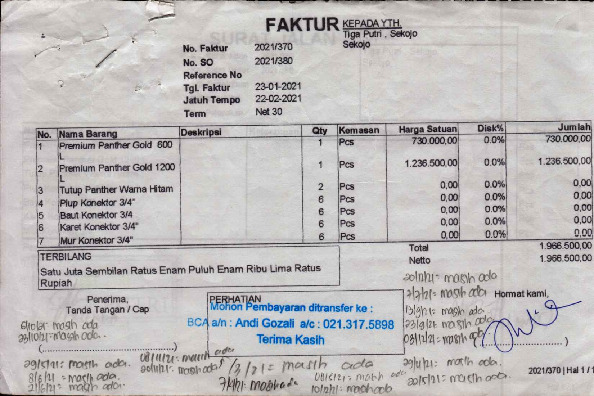 FAKTUR
KEPADA YTH.
Tiga Putri , Sekojo
Sekojo
No. Faktur 2021/370
No. SO 2021/380
Reference No
Tgl. Faktur 23-01-2021
Jatuh Tempo 22-02-2021
Term Net 30
No. Nama Barang Deskripsi Qty Kemasan Harga Satuan Disk% Jumlah
1 Premium Panther Gold 600 L 1 Pcs 730.000,00 0.0% 730.000,00
2 Premium Panther Gold 1200 L 1 Pcs 1.236.500,00 0.0% 1.236.500,00
3 Tutup Panther Warna Hitam 2 Pcs 0,00 0.0% 0,00
4 Plup Konektor 3/4" 6 Pcs 0,00 0.0% 0,00
5 Baut Konektor 3/4 6 Pcs 0,00 0.0% 0,00
6 Karet Konektor 3/4" 6 Pcs 0,00 0.0% 0,00
7 Mur Konektor 3/4" 6 Pcs 0,00 0.0% 0.00
Total 1.966.500,00
Netto 1.966.500,00
TERBILANG
Satu Juta Sembilan Ratus Enam Puluh Enam Ribu Lima Ratus
Rupiah
Penerima,
Tanda Tangan / Cap
PERHATIAN
Mohon Pembayaran ditransfer ke :
BCA a/n : Andi Gozali a/c : 021.317.5898
Terima Kasih
Hormat kami,
masih ada
masih ada
masih ada
masih ada
masih ada
masih ada
masih ada
masih ada
masih ada
2021/370 | Hal 1 / 1